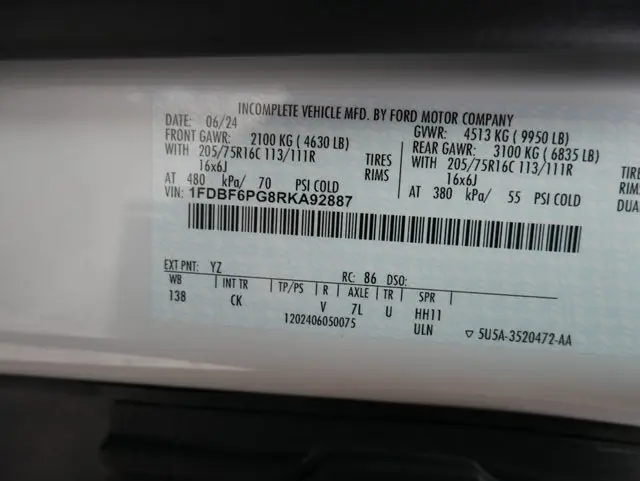 INCOMPLETE VEHICLE MFD. BY FORD MOTOR COMPANY
DATE: 06/24 GVWR: 4513 KG ( 9950 LB)
FRONT GAWR: 2100 KG ( 4630 LB) REAR GAWR: 3100 KG ( 6835 LB)
WITH 205/75R16C 113/111R TIRES WITH 205/75R16C 113/111R TIRES
16x6J RIMS 16x6J RIMS
AT 480 kPa/ 70 PSI COLD AT 380 kPa/ 55 PSI COLD DUA
VIN: 1FDBF6PG8RKA92887
EXT PNT: YZ RC: 86 DSO:
WB INT TR TP/PS R AXLE TR SPR
138 CK V 7L U HH11
1202406050075 ULN ▽ 5U5A-3520472-AA